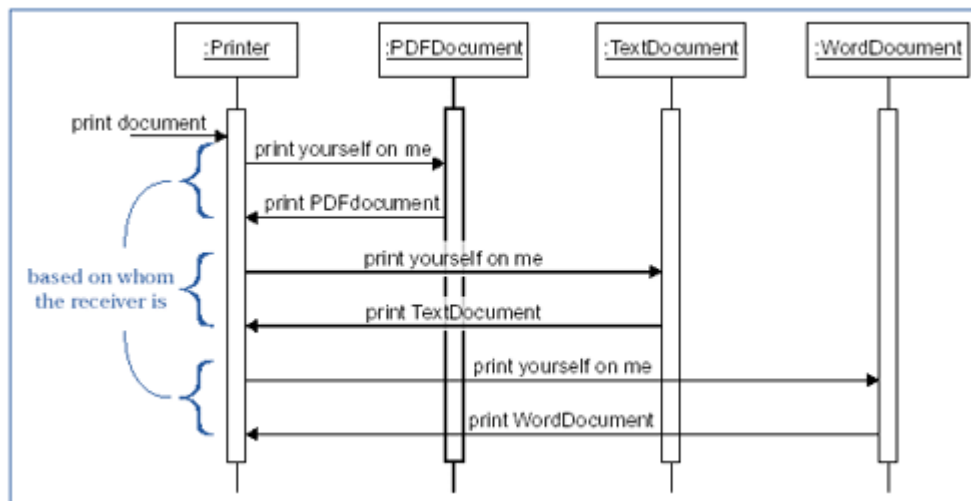 :Printer
:PDFDocument
:TextDocument
:WordDocument
print document
print yourself on me
print PDFdocument
print yourself on me
based on whom
the receiver is
print TextDocument
print yourself on me
print WordDocument